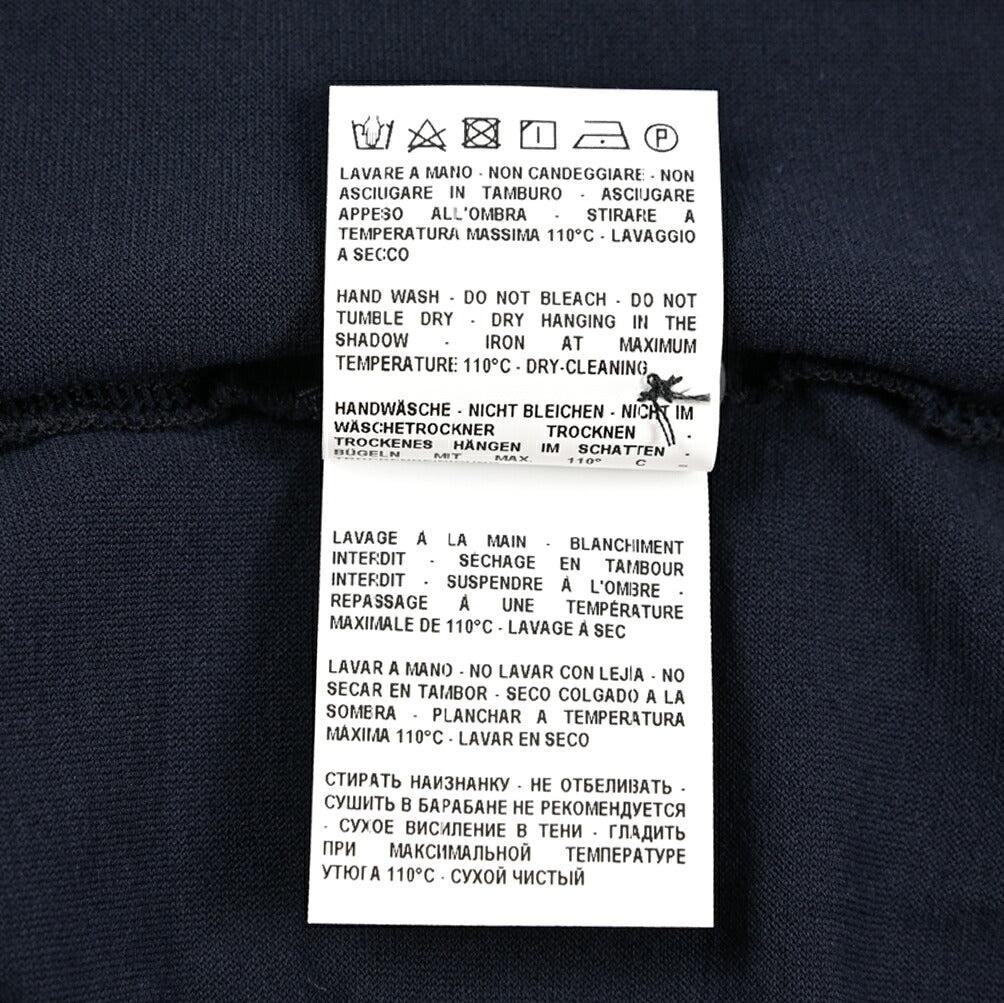 P
LAVARE A MANO - NON CANDEGGIARE - NON
ASCIUGARE IN TAMBURO - ASCIUGARE
APPESO ALL'OMBRA - STIRARE A
TEMPERATURA MASSIMA 110°C - LAVAGGIO
A SECCO
HAND WASH - DO NOT BLEACH - DO NOT
TUMBLE DRY - DRY HANGING IN THE
SHADOW - IRON AT MAXIMUM
TEMPERATURE 110°C - DRY-CLEANING
HANDWÄSCHE - NICHT BLEICHEN - NICHT IM
WÄSCHETROCKNER TROCKNEN -
TROCKENES HÄNGEN IM SCHATTEN -
BÜGELN MIT MAX. 110° C -
LAVAGE À LA MAIN - BLANCHIMENT
INTERDIT - SÉCHAGE EN TAMBOUR
INTERDIT - SUSPENDRE À L'OMBRE -
REPASSAGE À UNE TEMPÉRATURE
MAXIMALE DE 110°C - LAVAGE À SEC
LAVAR A MANO - NO LAVAR CON LEJÍA - NO
SECAR EN TAMBOR - SECO COLGADO A LA
SOMBRA - PLANCHAR A TEMPERATURA
MÁXIMA 110°C - LAVAR EN SECO
СТИРАТЬ НАИЗНАНКУ - НЕ ОТБЕЛИВАТЬ -
СУШИТЬ В БАРАБАНЕ НЕ РЕКОМЕНДУЕТСЯ
- СУХОЕ ВИСИЛЕНИЕ В ТЕНИ - ГЛАДИТЬ
ПРИ МАКСИМАЛЬНОЙ ТЕМПЕРАТУРЕ
УТЮГА 110°C - СУХОЙ ЧИСТЫЙ